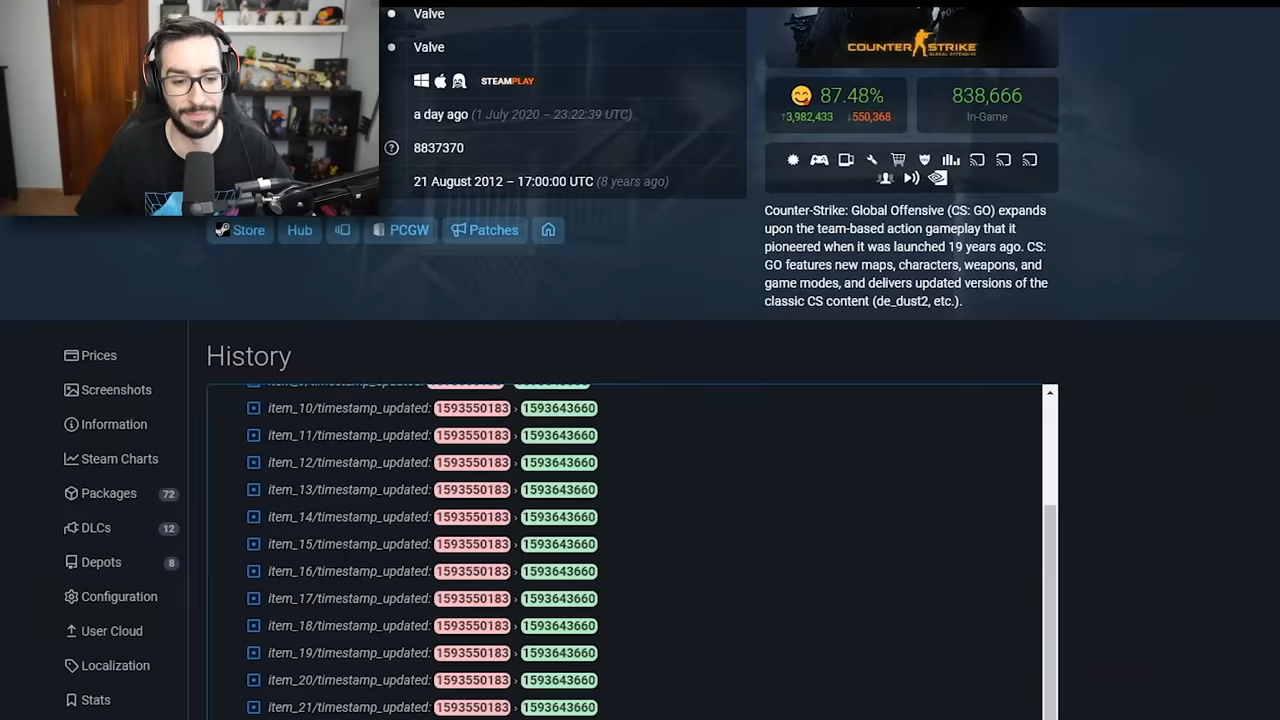 Valve
Valve
STEAMPLAY
a day ago (1 July 2020 – 23:22:39 UTC)
8837370
21 August 2012 – 17:00:00 UTC (8 years ago)
Store
Hub
PCGW
Patches
COUNTER STRIKE
GLOBAL OFFENSIVE
87.48%
↑3,982,433 ↓550,368
838,666
In-Game
Counter-Strike: Global Offensive (CS: GO) expands
upon the team-based action gameplay that it
pioneered when it was launched 19 years ago. CS:
GO features new maps, characters, weapons, and
game modes, and delivers updated versions of the
classic CS content (de_dust2, etc.).
Prices
Screenshots
Information
Steam Charts
Packages 72
DLCs 12
Depots 8
Configuration
User Cloud
Localization
Stats
History
item_10/timestamp_updated: 1593550183 › 1593643660
item_11/timestamp_updated: 1593550183 › 1593643660
item_12/timestamp_updated: 1593550183 › 1593643660
item_13/timestamp_updated: 1593550183 › 1593643660
item_14/timestamp_updated: 1593550183 › 1593643660
item_15/timestamp_updated: 1593550183 › 1593643660
item_16/timestamp_updated: 1593550183 › 1593643660
item_17/timestamp_updated: 1593550183 › 1593643660
item_18/timestamp_updated: 1593550183 › 1593643660
item_19/timestamp_updated: 1593550183 › 1593643660
item_20/timestamp_updated: 1593550183 › 1593643660
item_21/timestamp_updated: 1593550183 › 1593643660